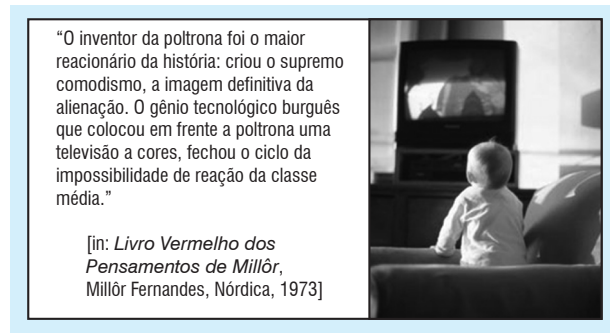 “O inventor da poltrona foi o maior
reacionário da história: criou o supremo
comodismo, a imagem definitiva da
alienação. O gênio tecnológico burguês
que colocou em frente a poltrona uma
televisão a cores, fechou o ciclo da
impossibilidade de reação da classe
média.”
[in: Livro Vermelho dos
Pensamentos de Millôr,
Millôr Fernandes, Nórdica, 1973]